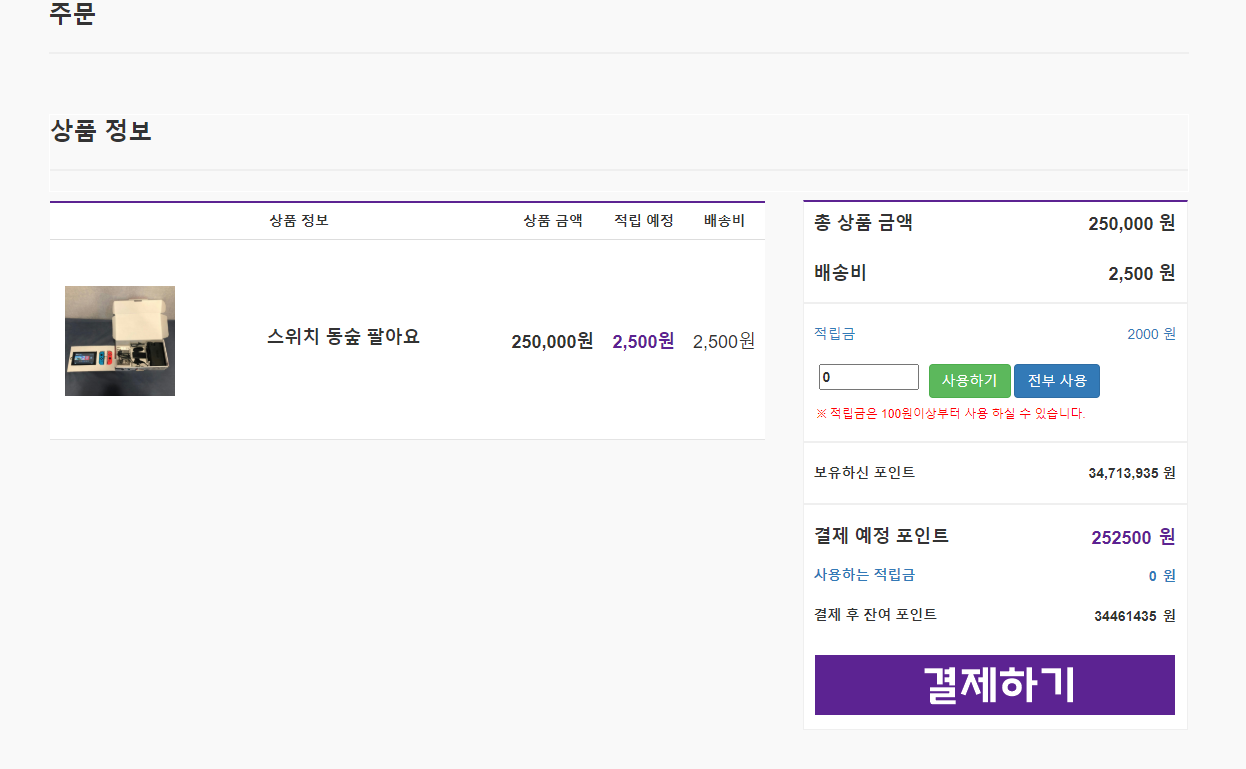 주문
상품 정보
상품 정보 상품 금액 적립 예정 배송비
스위치 동숲 팔아요 250,000원 2,500원 2,500원
총 상품 금액 250,000 원
배송비 2,500 원
적립금 2000 원
0 사용하기 전부 사용
※ 적립금은 100원이상부터 사용 하실 수 있습니다.
보유하신 포인트 34,713,935 원
결제 예정 포인트 252500 원
사용하는 적립금 0 원
결제 후 잔여 포인트 34461435 원
결제하기